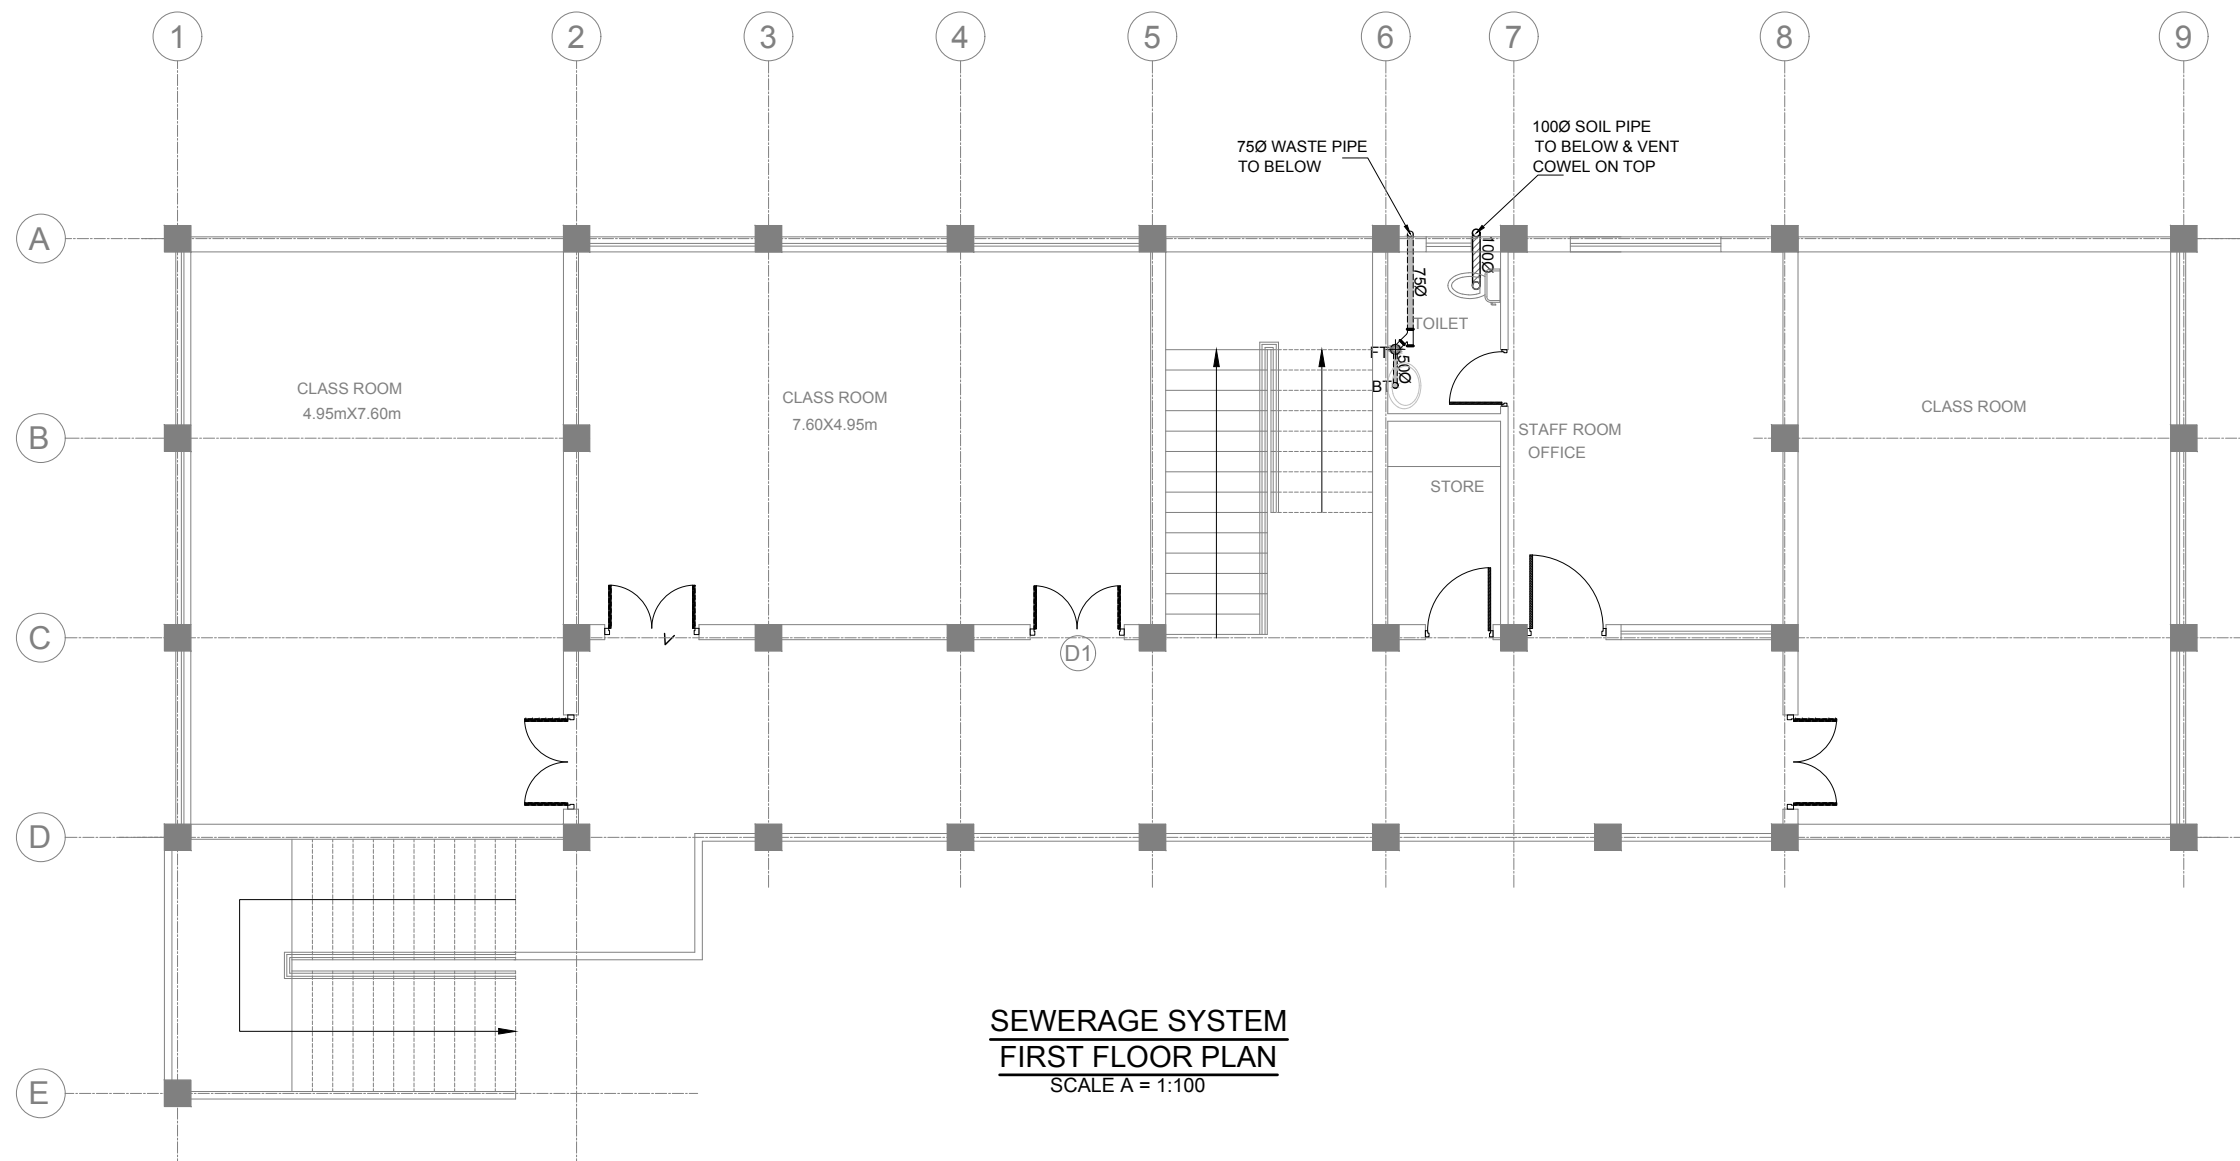 1
2
3
4
5
6
7
8
9
75Ø WASTE PIPE
TO BELOW
100Ø SOIL PIPE
TO BELOW & VENT
COWEL ON TOP
A
100Ø
75Ø
TOILET
FT
50Ø
BT
CLASS ROOM
4.95mX7.60m
CLASS ROOM
7.60X4.95m
CLASS ROOM
B
STAFF ROOM
OFFICE
STORE
C
D1
D
E
SEWERAGE SYSTEM
FIRST FLOOR PLAN
SCALE A = 1:100